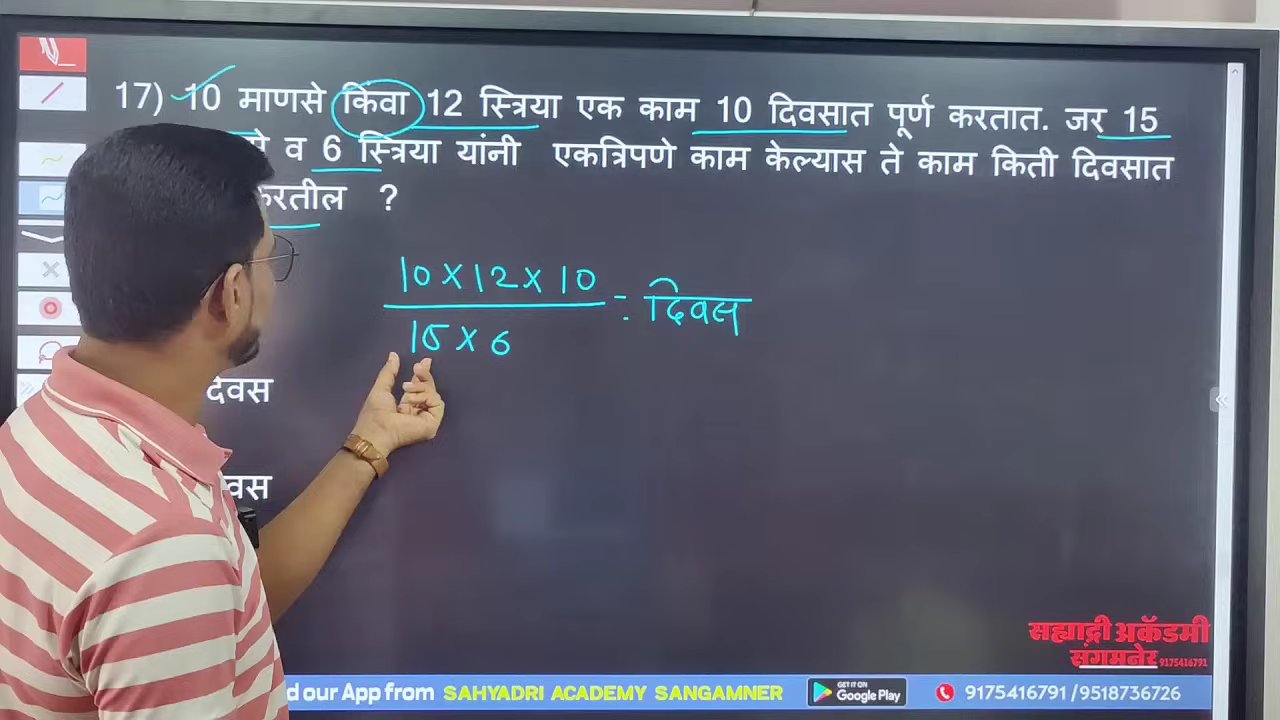 17) 10 माणसे किंवा 12 स्त्रिया एक काम 10 दिवसात पूर्ण करतात. जर 15
व 6 स्त्रिया यांनी एकत्रिपणे काम केल्यास ते काम किती दिवसात
करतील ?
10 x 12 x 10
= दिवस
15 x 6
दिवस
सह्याद्री अकॅडमी
संगमनेर 9175416791
our App from SAHYADRI ACADEMY SANGAMNER GET IT ON Google Play 9175416791 /9518736726